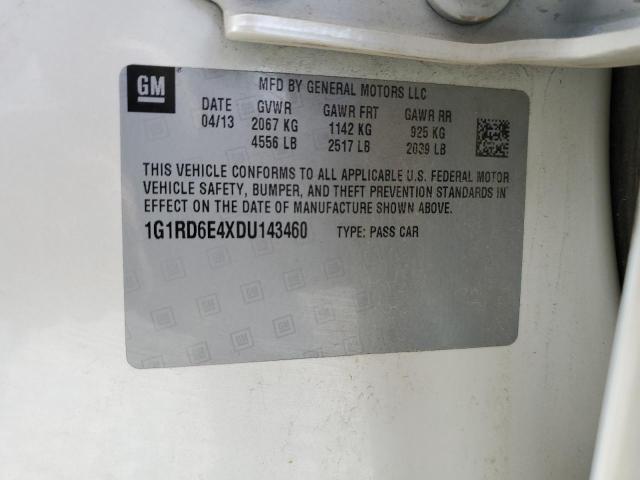 GM
MFD BY GENERAL MOTORS LLC
DATE GVWR GAWR FRT GAWR RR
04/13 2067 KG 1142 KG 925 KG
4556 LB 2517 LB 2039 LB
THIS VEHICLE CONFORMS TO ALL APPLICABLE U.S. FEDERAL MOTOR
VEHICLE SAFETY, BUMPER, AND THEFT PREVENTION STANDARDS IN
EFFECT ON THE DATE OF MANUFACTURE SHOWN ABOVE.
1G1RD6E4XDU143460 TYPE: PASS CAR